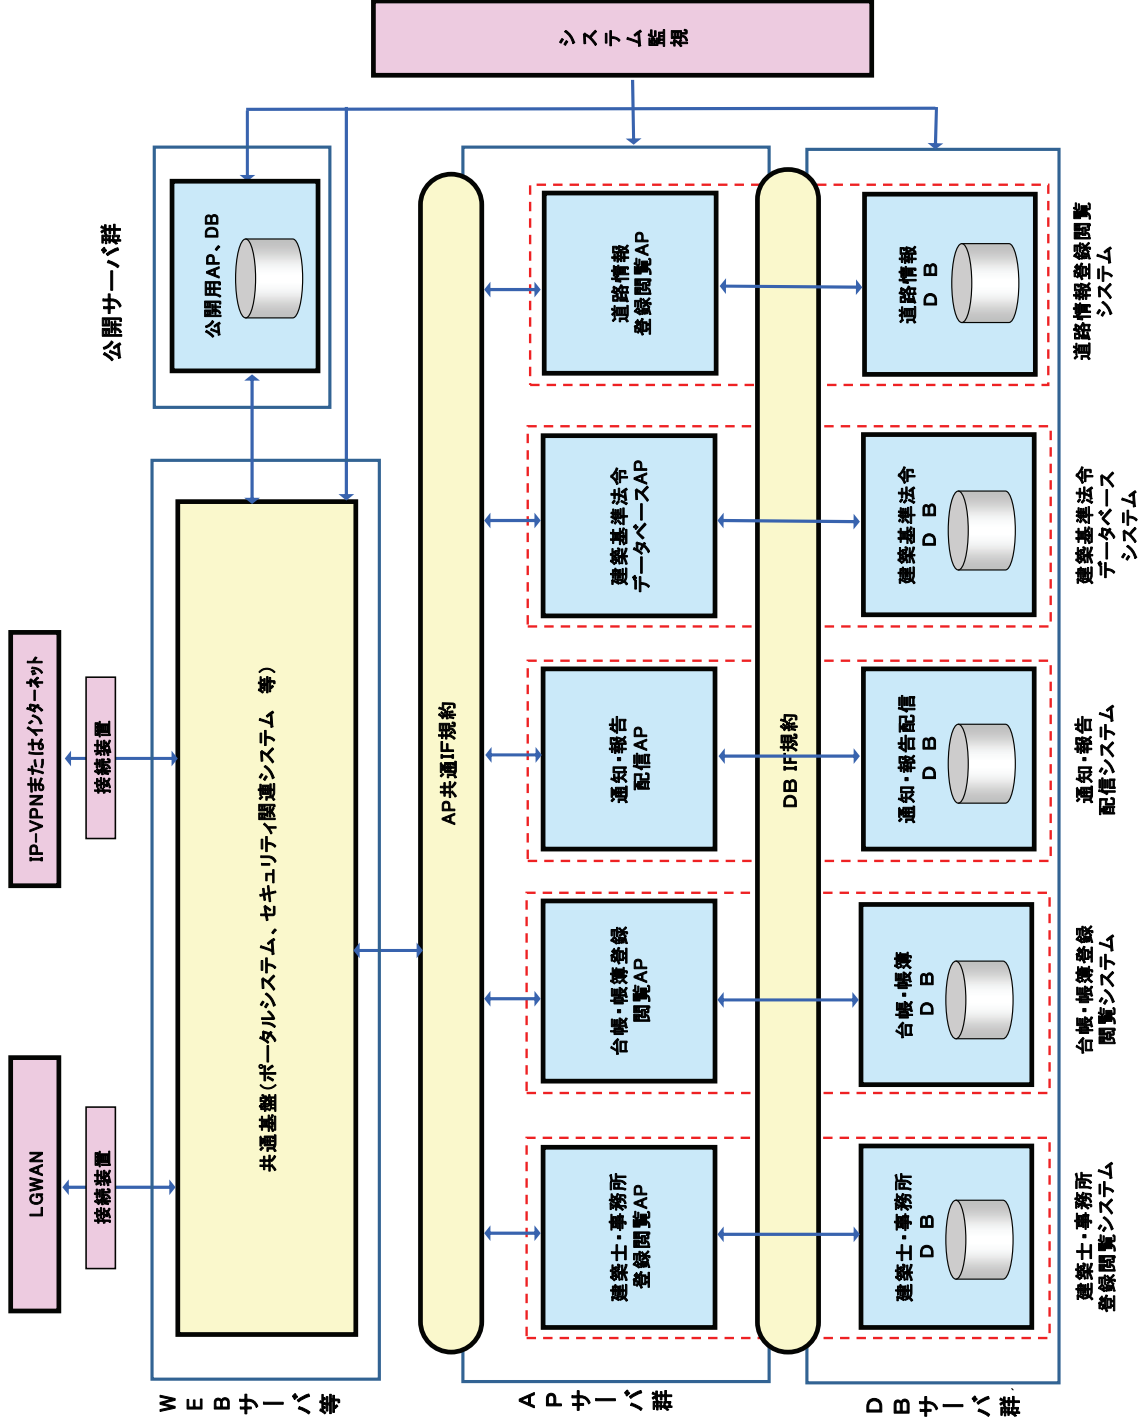 LGWAN
IP-VPNまたはインターネット
接続装置
接続装置
WEBサーバ等
共通基盤(ポータルシステム、セキュリティ関連システム 等)
公開サーバ群
公開用AP、DB
システム監視
AP共通IF規約
APサーバ群
建築士・事務所
登録閲覧AP
台帳・帳簿登録
閲覧AP
通知・報告
配信AP
建築基準法令
データベースAP
道路情報
登録閲覧AP
DB IF規約
DBサーバ群
建築士・事務所
DB
台帳・帳簿
DB
通知・報告配信
DB
建築基準法令
DB
道路情報
DB
建築士・事務所
登録閲覧システム
台帳・帳簿登録
閲覧システム
通知・報告
配信システム
建築基準法令
データベース
システム
道路情報登録閲覧
システム